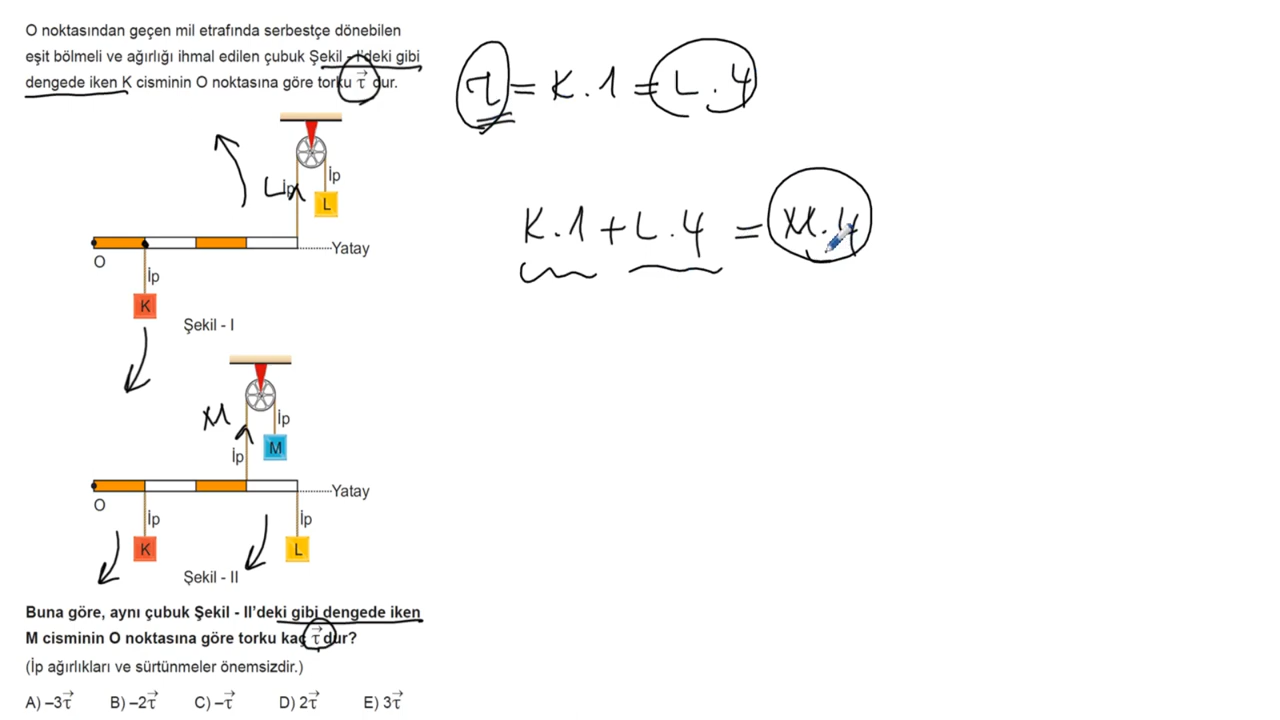 O noktasından geçen mil etrafında serbestçe dönebilen
eşit bölmeli ve ağırlığı ihmal edilen çubuk Şekil - I'deki gibi
dengede iken K cisminin O noktasına göre torku τ⃗ dur.
τ = K.1 = L.4
İp
L
İp
L
Yatay
O
İp
K
Şekil - I
K.1 + L.4 = M.4
M
İp
M
İp
Yatay
O
İp
K
İp
L
Şekil - II
Buna göre, aynı çubuk Şekil - II'deki gibi dengede iken
M cisminin O noktasına göre torku kaç τ⃗ dur?
(İp ağırlıkları ve sürtünmeler önemsizdir.)
A) –3τ⃗ B) –2τ⃗ C) –τ⃗ D) 2τ⃗ E) 3τ⃗